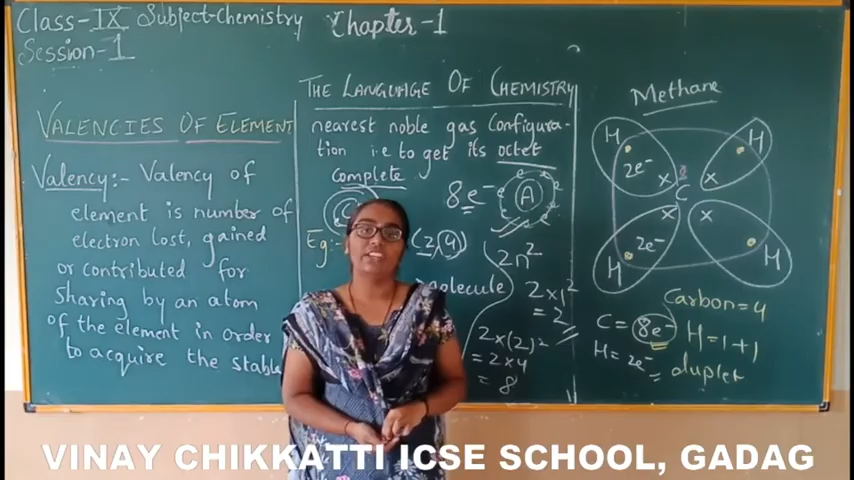 Class-IX Subject-Chemistry Chapter-1
Session-1
VALENCIES OF ELEMENT
Valency:- Valency of
element is number of
electron lost, gained
or contributed for
sharing by an atom
of the element in order
to acquire the stable
THE LANGUAGE OF CHEMISTRY
nearest noble gas configura-
tion i.e to get its octet
complete
8e- A
C
Eg:- (2,4)
molecule
2n²
2×1²
= 2
2×(2)²
= 2×4
= 8
Methane
H H
2e- x x
C
x x
2e-
H H
Carbon=4
C = 8e- H=1+1
H = 2e- duplet
VINAY CHIKKATTI ICSE SCHOOL, GADAG